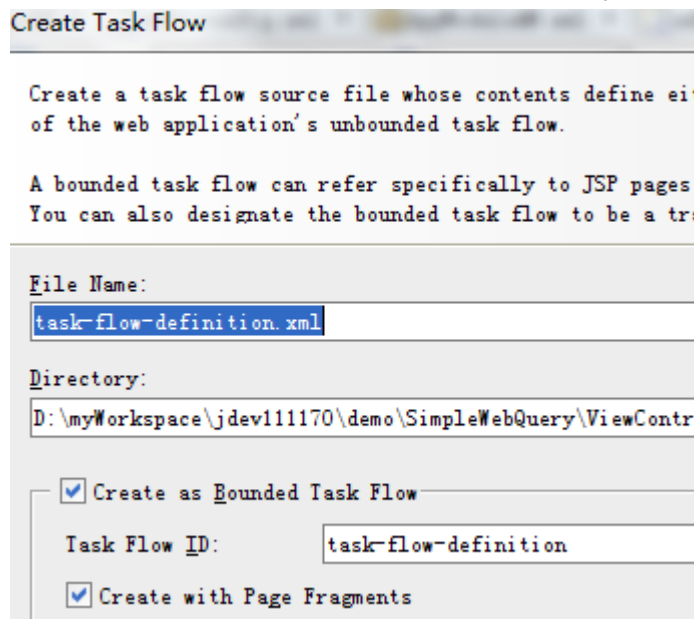 Create Task Flow
Create a task flow source file whose contents define ei
of the web application's unbounded task flow.
A bounded task flow can refer specifically to JSP pages
You can also designate the bounded task flow to be a tr
File Name:
task-flow-definition.xml
Directory:
D:\myWorkspace\jdev111170\demo\SimpleWebQuery\ViewContr
Create as Bounded Task Flow
Task Flow ID:
task-flow-definition
Create with Page Fragments